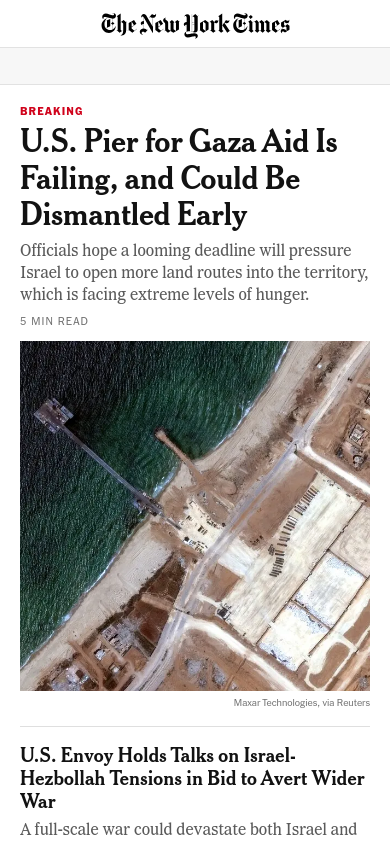 The New York Times
BREAKING
U.S. Pier for Gaza Aid Is
Failing, and Could Be
Dismantled Early
Officials hope a looming deadline will pressure
Israel to open more land routes into the territory,
which is facing extreme levels of hunger.
5 MIN READ
Maxar Technologies, via Reuters
U.S. Envoy Holds Talks on Israel-
Hezbollah Tensions in Bid to Avert Wider
War
A full-scale war could devastate both Israel and